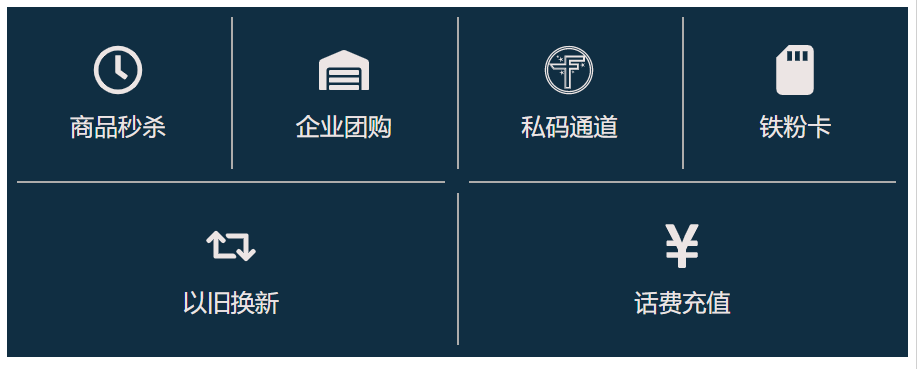 商品秒杀
企业团购
私码通道
铁粉卡
以旧换新
话费充值